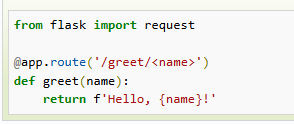 from flask import request
@app.route('/greet/<name>')
def greet(name):
    return f'Hello, {name}!'